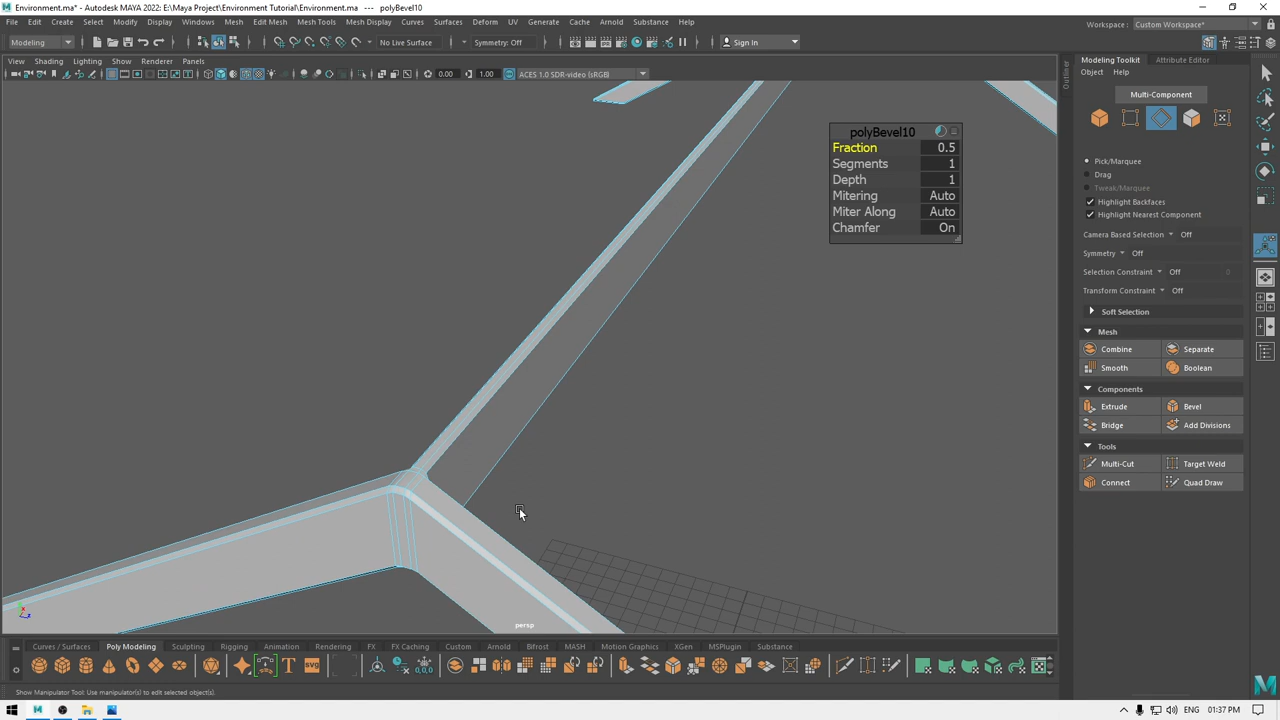 Environment.ma* - Autodesk MAYA 2022: E:\Maya Project\Environment Tutorial\Environment.ma --- polyBevel10
File Edit Create Select Modify Display Windows Mesh Edit Mesh Mesh Tools Mesh Display Curves Surfaces Deform UV Generate Cache Arnold Substance Help
Workspace : Custom Workspace*
Modeling
No Live Surface
Symmetry: Off
Sign In
View Shading Lighting Show Renderer Panels
0.00
1.00
ACES 1.0 SDR-video (sRGB)
Outliner
Modeling Toolkit
Attribute Editor
Object Help
Multi-Component
polyBevel10
Fraction 0.5
Segments 1
Depth 1
Mitering Auto
Miter Along Auto
Chamfer On
Pick/Marquee
Drag
Tweak/Marquee
Highlight Backfaces
Highlight Nearest Component
Camera Based Selection Off
Symmetry Off
Selection Constraint Off 0
Transform Constraint Off
Soft Selection
Mesh
Combine Separate
Smooth Boolean
Components
Extrude Bevel
Bridge Add Divisions
Tools
Multi-Cut Target Weld
Connect Quad Draw
persp
Curves / Surfaces Poly Modeling Sculpting Rigging Animation Rendering FX FX Caching Custom Arnold Bifrost MASH Motion Graphics XGen MSPlugin Substance
Show Manipulator Tool: Use manipulator(s) to edit selected object(s).
ENG 01:37 PM